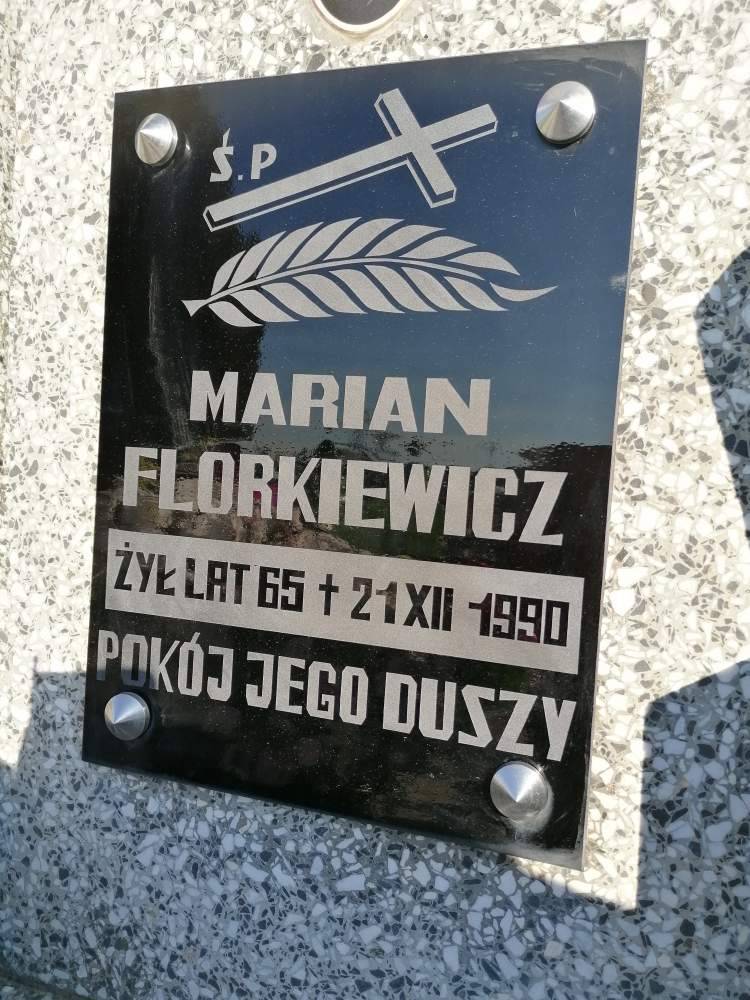 Ś.P
MARIAN
FLORKIEWICZ
ŻYŁ LAT 65 ✝ 21 XII 1990
POKÓJ JEGO DUSZY